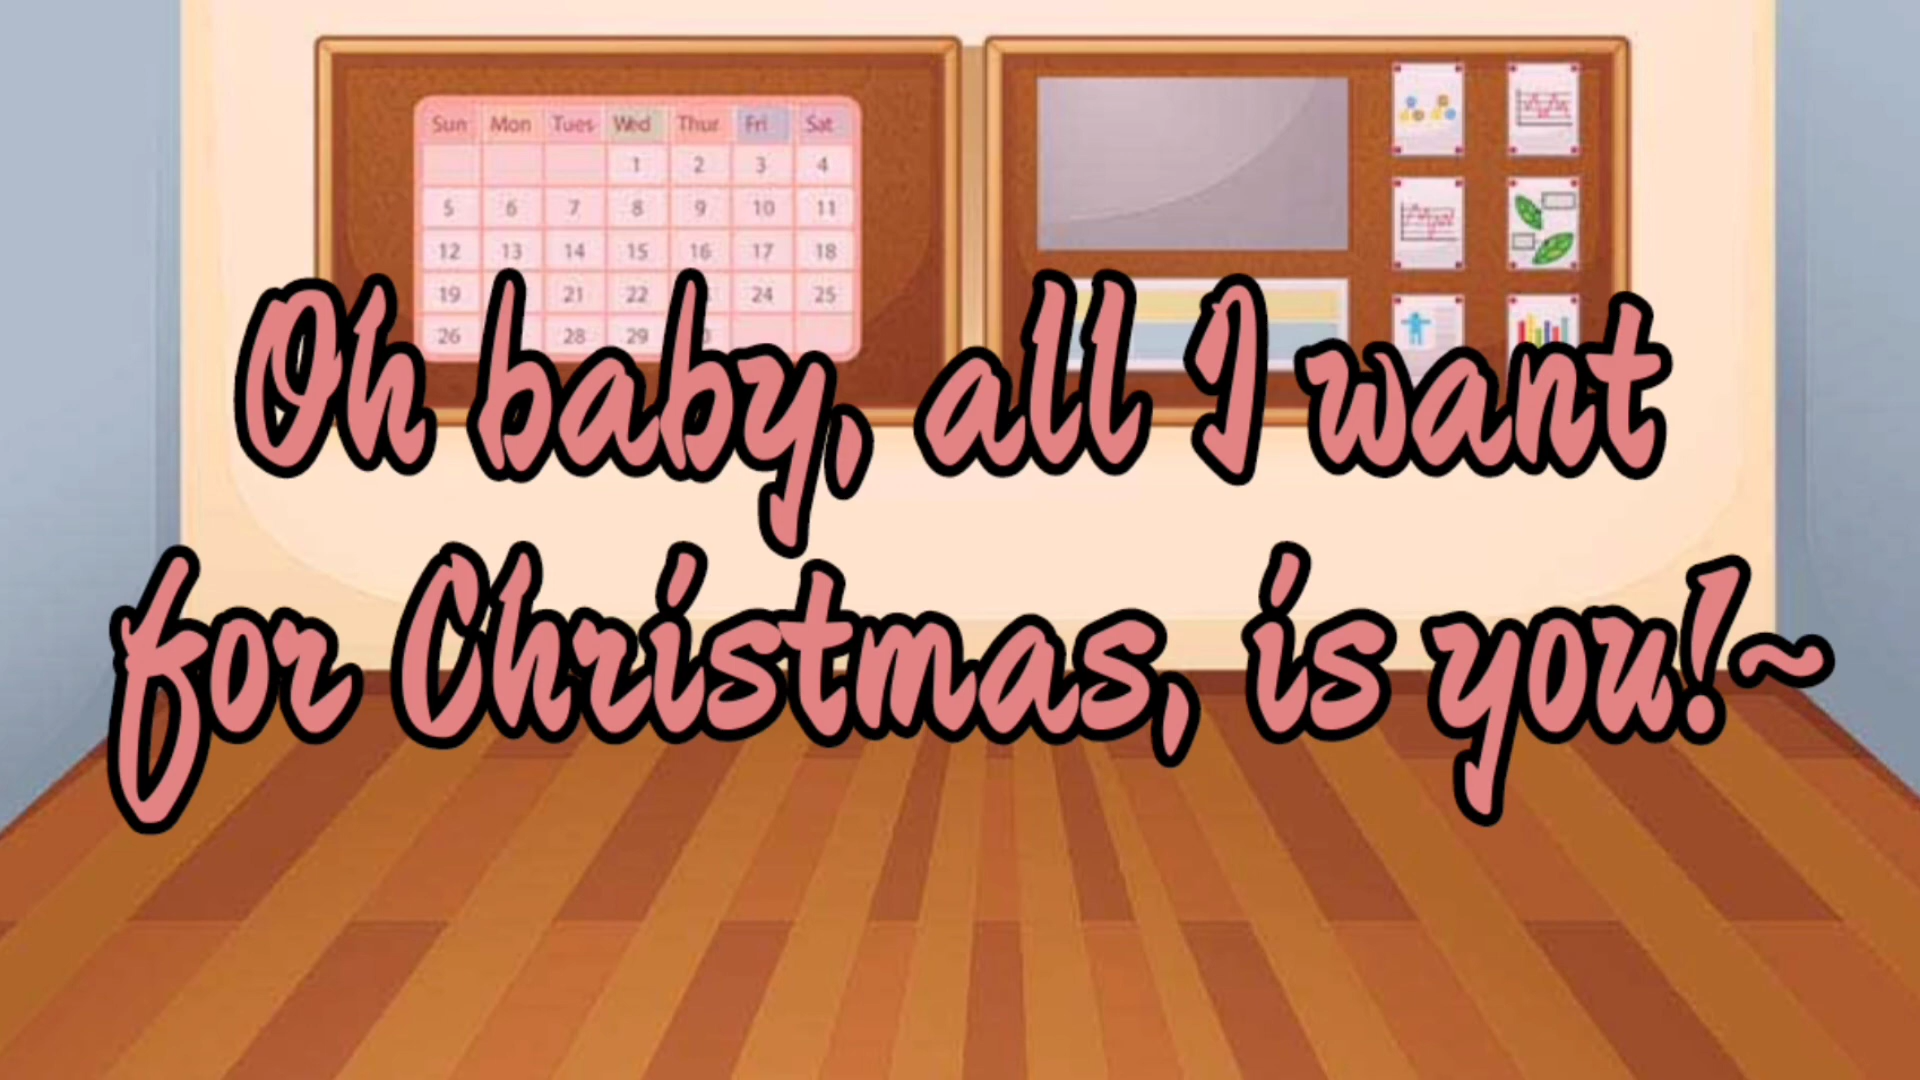 Sun Mon Tues Wed Thur Fri Sat
1 2 3 4
5 6 7 8 9 10 11
12 13 14 15 16 17 18
19 21 22 24 25
26 28 29
Oh baby, all I want
for Christmas, is you!~